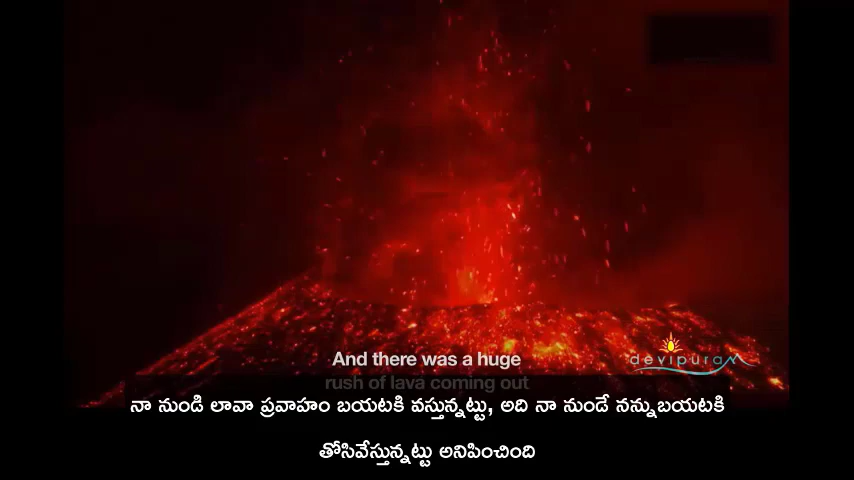 And there was a huge
rush of lava coming out
devipuram
నా నుండి లావా ప్రవాహం బయటకి వస్తున్నట్టు, అది నా నుండే నన్నుబయటకి
తోసివేస్తున్నట్టు అనిపించింది